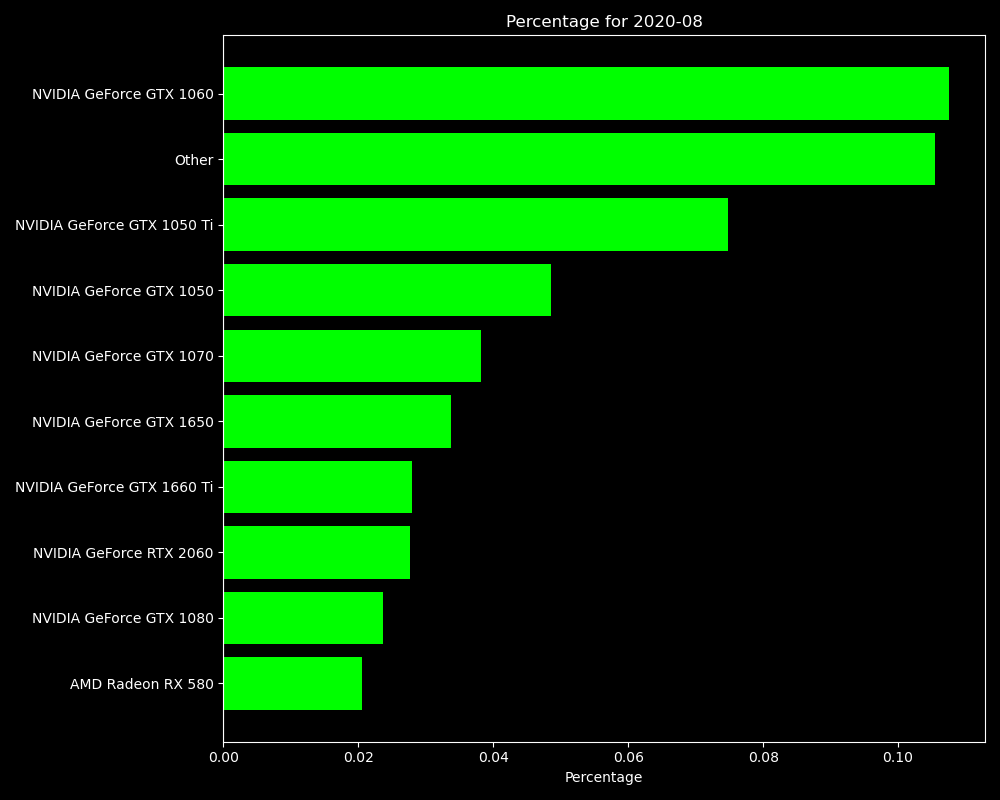 Percentage for 2020-08
NVIDIA GeForce GTX 1060
Other
NVIDIA GeForce GTX 1050 Ti
NVIDIA GeForce GTX 1050
NVIDIA GeForce GTX 1070
NVIDIA GeForce GTX 1650
NVIDIA GeForce GTX 1660 Ti
NVIDIA GeForce RTX 2060
NVIDIA GeForce GTX 1080
AMD Radeon RX 580
0.00 0.02 0.04 0.06 0.08 0.10
Percentage